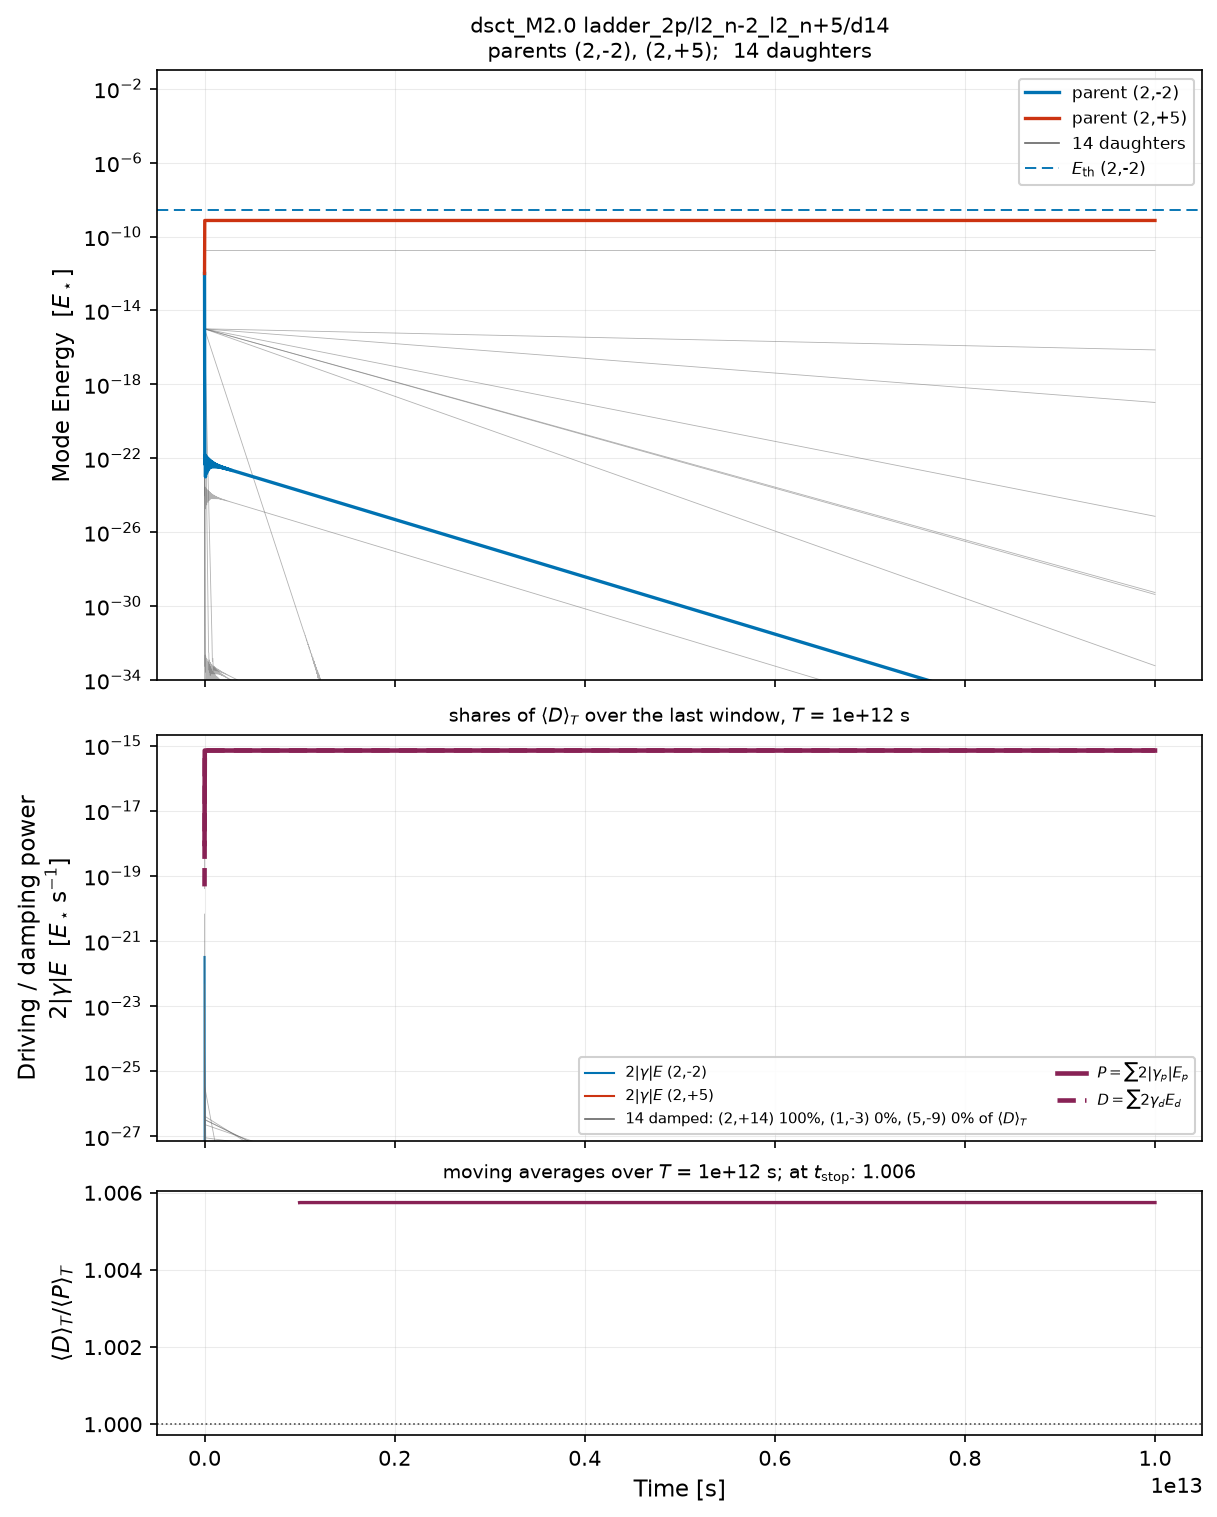 dsct_M2.0 ladder_2p/l2_n-2_l2_n+5/d14
parents (2,-2), (2,+5);  14 daughters
Mode Energy [E⋆]
10⁻²
10⁻⁶
10⁻¹⁰
10⁻¹⁴
10⁻¹⁸
10⁻²²
10⁻²⁶
10⁻³⁰
10⁻³⁴
parent (2,-2)
parent (2,+5)
14 daughters
E_th (2,-2)
shares of ⟨D⟩_T over the last window, T = 1e+12 s
Driving / damping power
2|γ|E [E⋆ s⁻¹]
10⁻¹⁵
10⁻¹⁷
10⁻¹⁹
10⁻²¹
10⁻²³
10⁻²⁵
10⁻²⁷
2|γ|E (2,-2)
2|γ|E (2,+5)
14 damped: (2,+14) 100%, (1,-3) 0%, (5,-9) 0% of ⟨D⟩_T
P = ∑2|γ_p|E_p
D = ∑2γ_dE_d
moving averages over T = 1e+12 s; at t_stop: 1.006
⟨D⟩_T/⟨P⟩_T
1.006
1.004
1.002
1.000
0.0 0.2 0.4 0.6 0.8 1.0
1e13
Time [s]